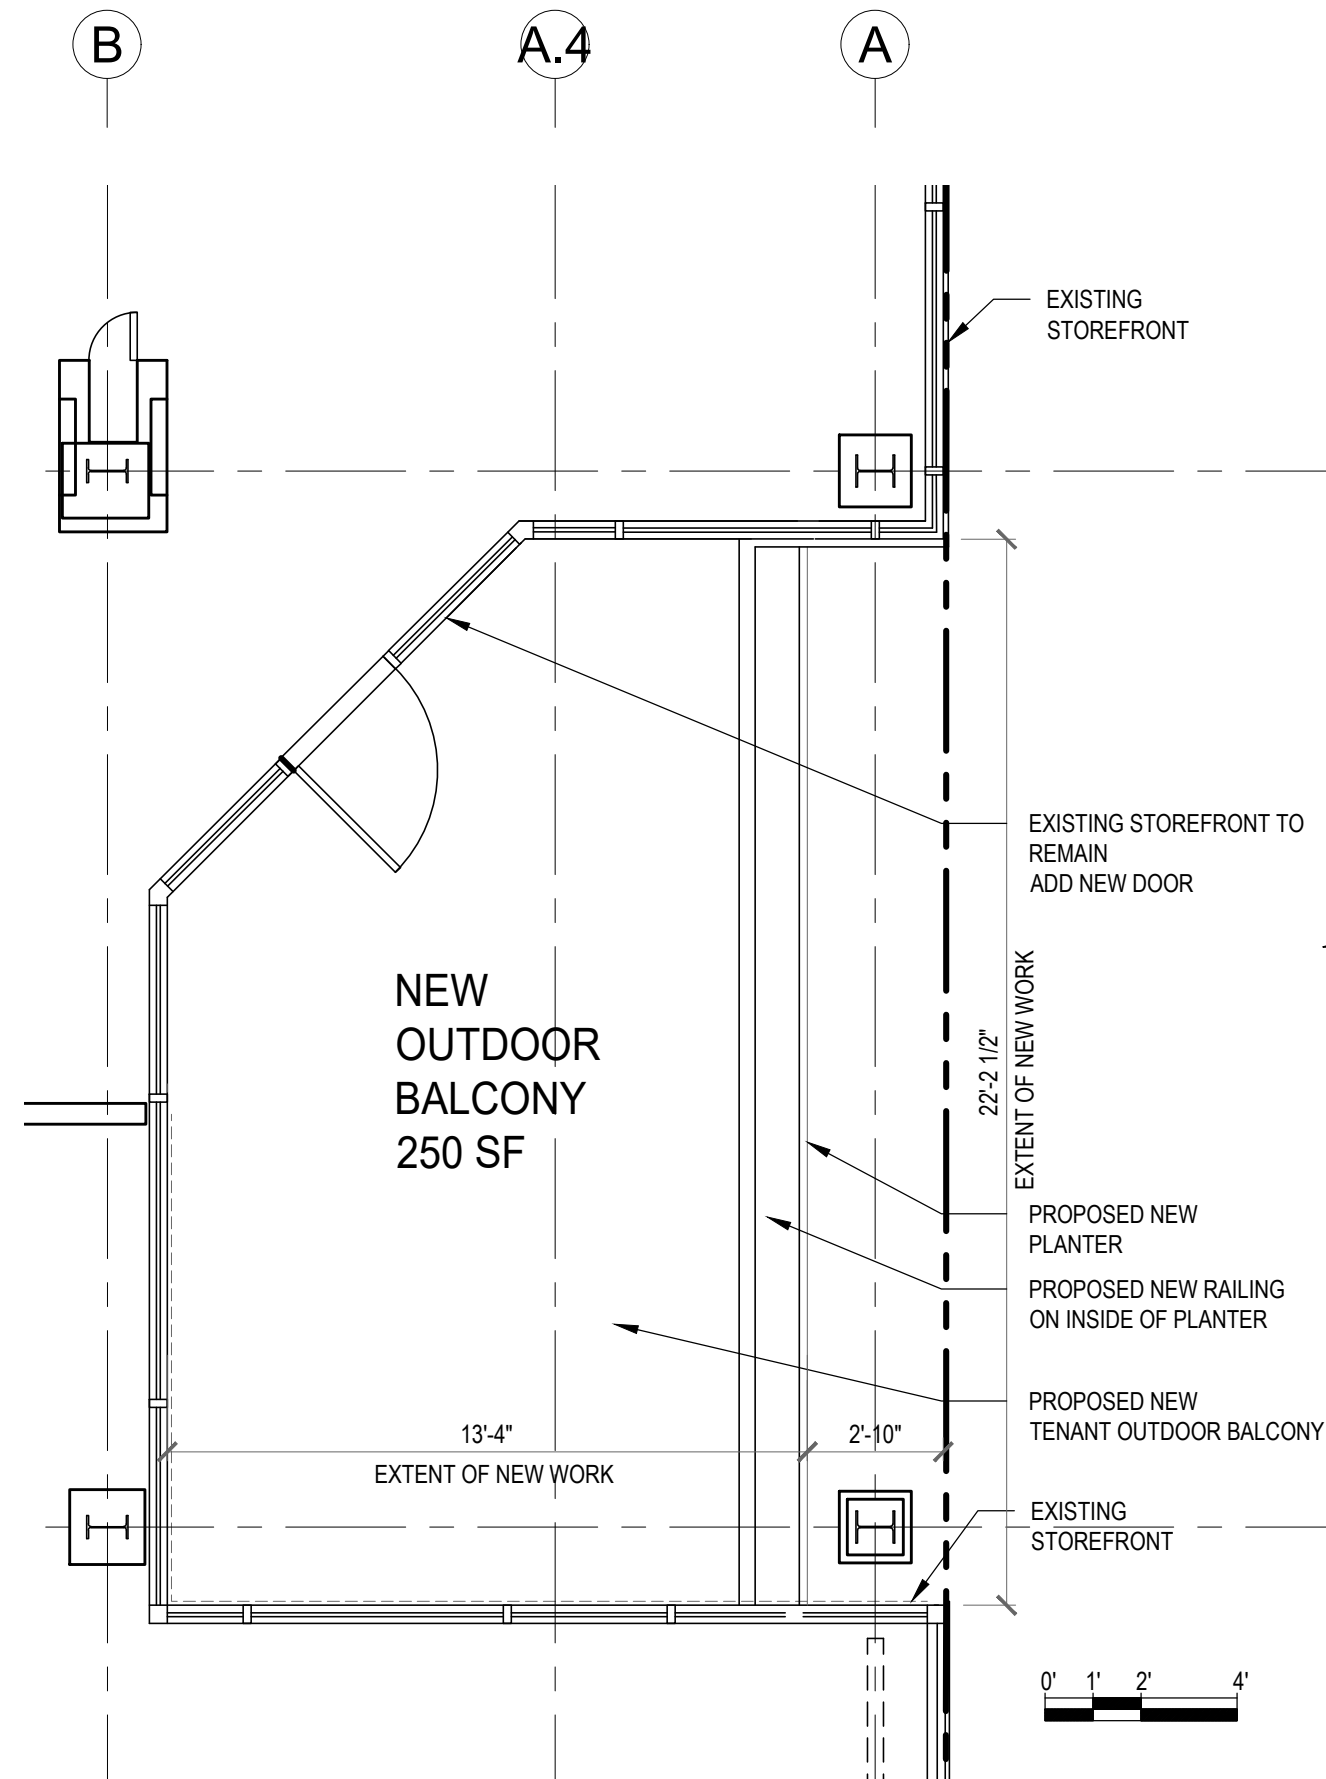 B
A.4
A
EXISTING
STOREFRONT
EXISTING STOREFRONT TO
REMAIN
ADD NEW DOOR
NEW
OUTDOOR
BALCONY
250 SF
22'-2 1/2"
EXTENT OF NEW WORK
PROPOSED NEW
PLANTER
PROPOSED NEW RAILING
ON INSIDE OF PLANTER
PROPOSED NEW
TENANT OUTDOOR BALCONY
13'-4"
2'-10"
EXTENT OF NEW WORK
EXISTING
STOREFRONT
0' 1' 2' 4'